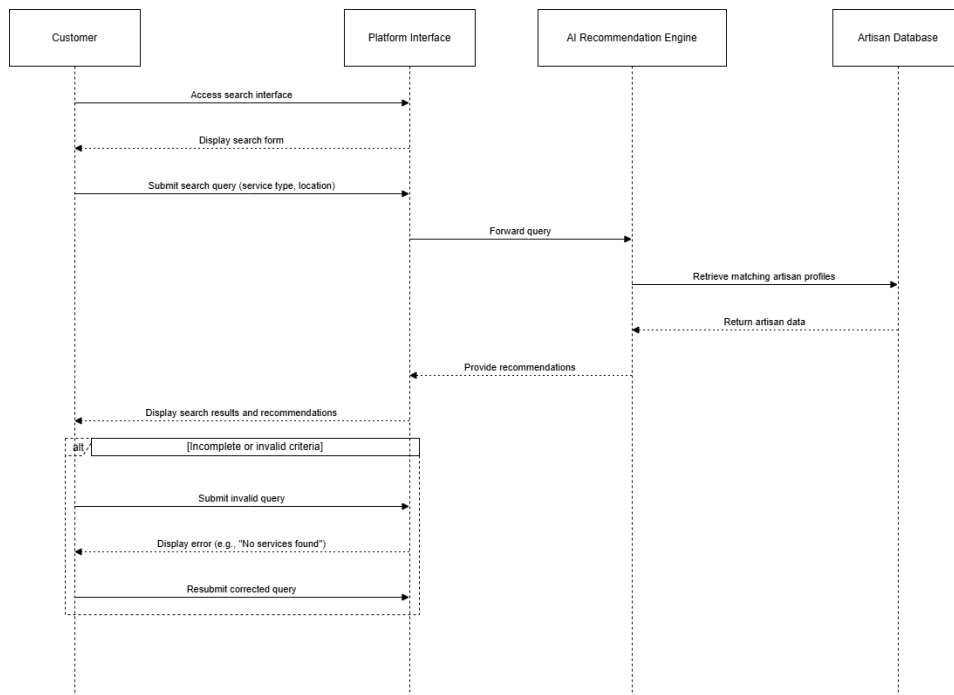 Customer
Platform Interface
AI Recommendation Engine
Artisan Database
Access search interface
Display search form
Submit search query (service type, location)
Forward query
Retrieve matching artisan profiles
Return artisan data
Provide recommendations
Display search results and recommendations
alt
[Incomplete or invalid criteria]
Submit invalid query
Display error (e.g., "No services found")
Resubmit corrected query